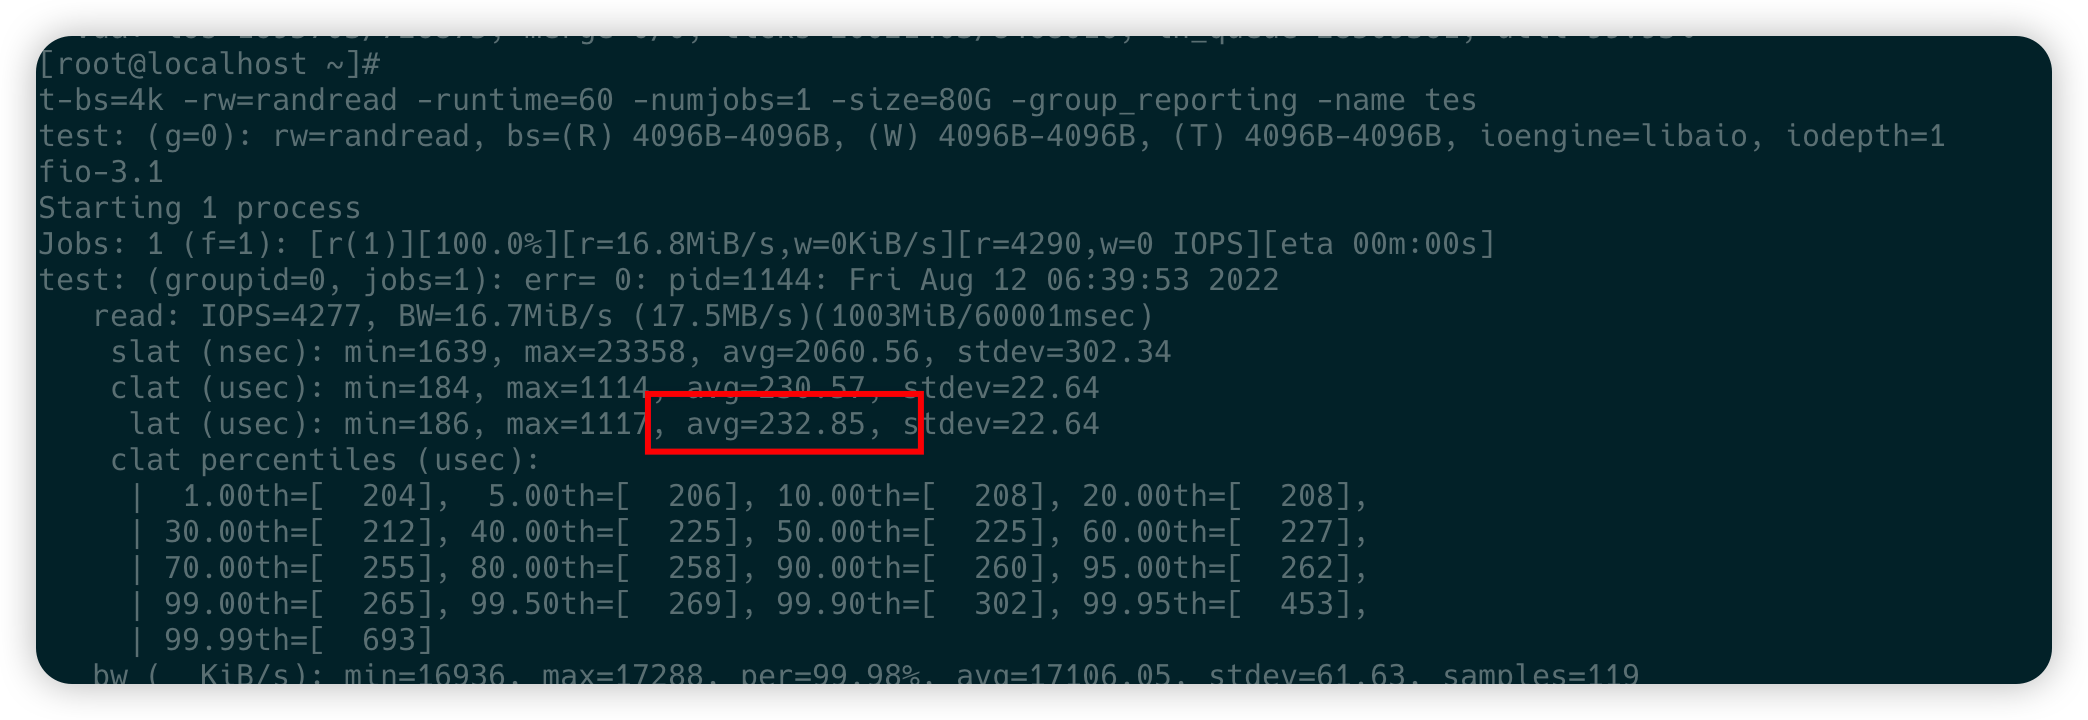 [root@localhost ~]#
t-bs=4k -rw=randread -runtime=60 -numjobs=1 -size=80G -group_reporting -name tes
test: (g=0): rw=randread, bs=(R) 4096B-4096B, (W) 4096B-4096B, (T) 4096B-4096B, ioengine=libaio, iodepth=1
fio-3.1
Starting 1 process
Jobs: 1 (f=1): [r(1)][100.0%][r=16.8MiB/s,w=0KiB/s][r=4290,w=0 IOPS][eta 00m:00s]
test: (groupid=0, jobs=1): err= 0: pid=1144: Fri Aug 12 06:39:53 2022
read: IOPS=4277, BW=16.7MiB/s (17.5MB/s)(1003MiB/60001msec)
slat (nsec): min=1639, max=23358, avg=2060.56, stdev=302.34
clat (usec): min=184, max=1114, avg=230.57, stdev=22.64
lat (usec): min=186, max=1117, avg=232.85, stdev=22.64
clat percentiles (usec):
| 1.00th=[ 204], 5.00th=[ 206], 10.00th=[ 208], 20.00th=[ 208],
| 30.00th=[ 212], 40.00th=[ 225], 50.00th=[ 225], 60.00th=[ 227],
| 70.00th=[ 255], 80.00th=[ 258], 90.00th=[ 260], 95.00th=[ 262],
| 99.00th=[ 265], 99.50th=[ 269], 99.90th=[ 302], 99.95th=[ 453],
| 99.99th=[ 693]
bw ( KiB/s): min=16936, max=17288, per=99.98%, avg=17106.05, stdev=61.63, samples=119